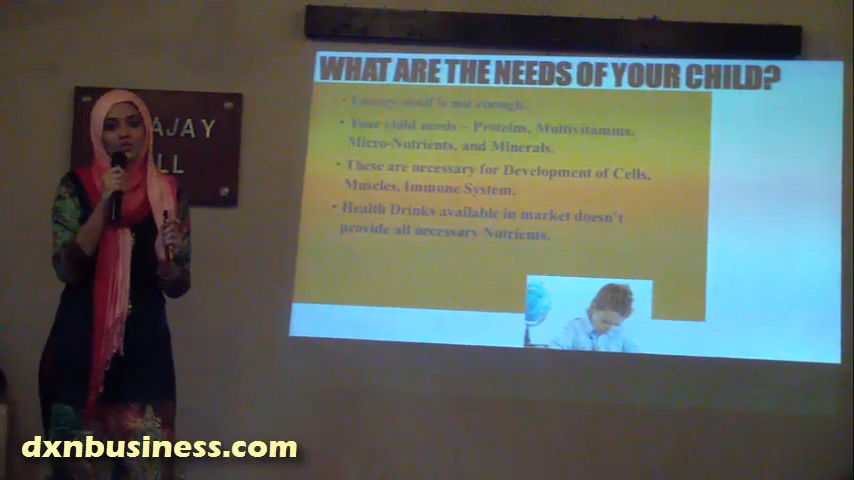 WHAT ARE THE NEEDS OF YOUR CHILD?
• Energy itself is not enough.
• Your child needs – Proteins, Multivitamins,
Micro-Nutrients, and Minerals.
• These are necessary for Development of Cells,
Muscles, Immune System.
• Health Drinks available in market doesn't
provide all necessary Nutrients.
AJAY
LL
dxnbusiness.com